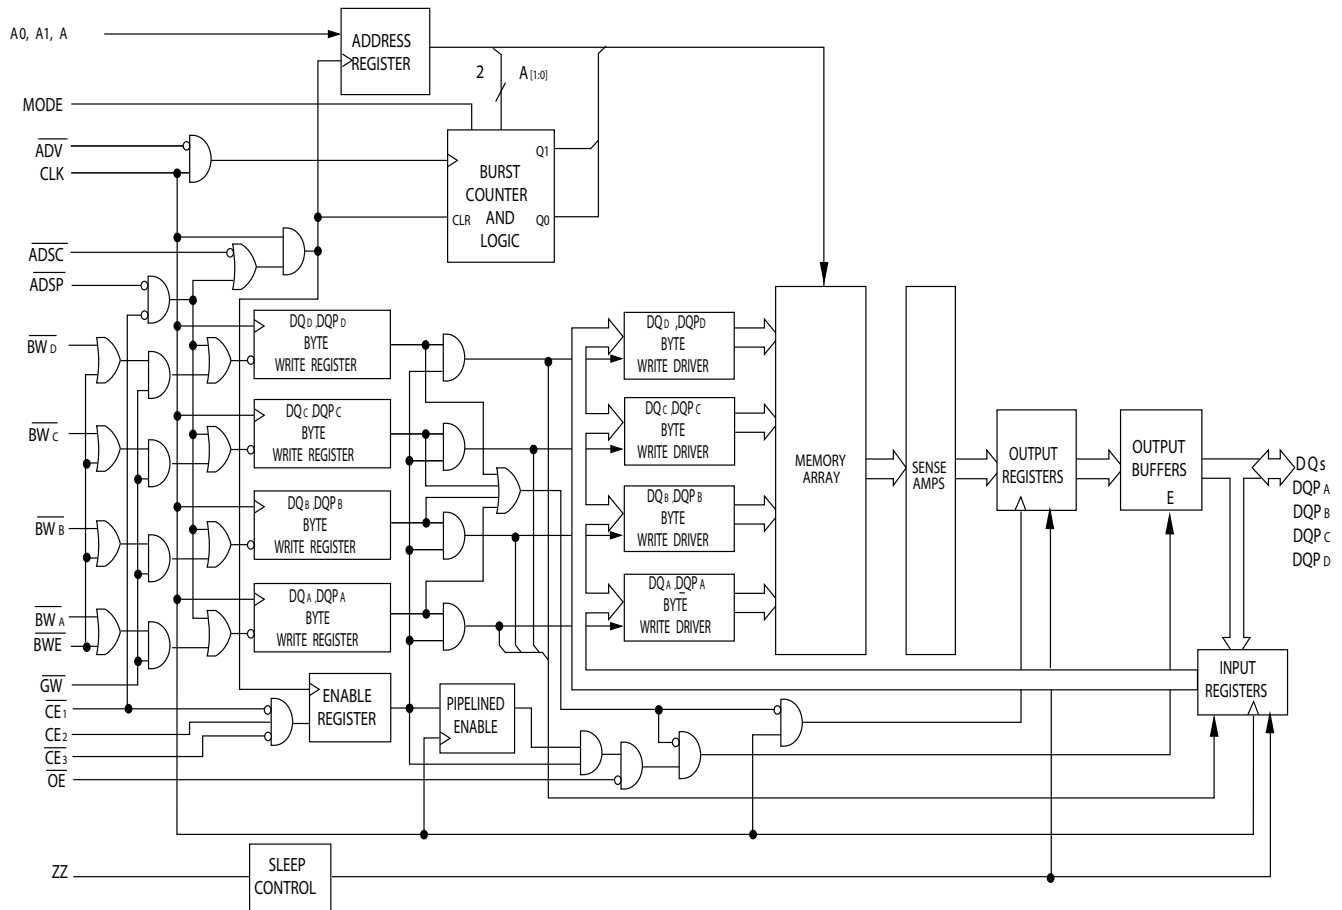 A0, A1, A
ADDRESS
REGISTER
2 A[1:0]
MODE
ADV
CLK
Q1
BURST
COUNTER
AND
LOGIC
CLR
Q0
ADSC
ADSP
DQD ,DQPD
BYTE
WRITE REGISTER
DQD ,DQPD
BYTE
WRITE DRIVER
BWD
DQC ,DQPC
BYTE
WRITE REGISTER
DQC ,DQPC
BYTE
WRITE DRIVER
BWC
MEMORY
ARRAY
SENSE
AMPS
OUTPUT
REGISTERS
OUTPUT
BUFFERS
E
DQs
DQPA
DQPB
DQPC
DQPD
DQB ,DQPB
BYTE
WRITE REGISTER
DQB ,DQPB
BYTE
WRITE DRIVER
BWB
DQA ,DQPA
BYTE
WRITE REGISTER
DQA ,DQPA
BYTE
WRITE DRIVER
BWA
BWE
GW
CE1
CE2
CE3
OE
ENABLE
REGISTER
PIPELINED
ENABLE
INPUT
REGISTERS
ZZ
SLEEP
CONTROL